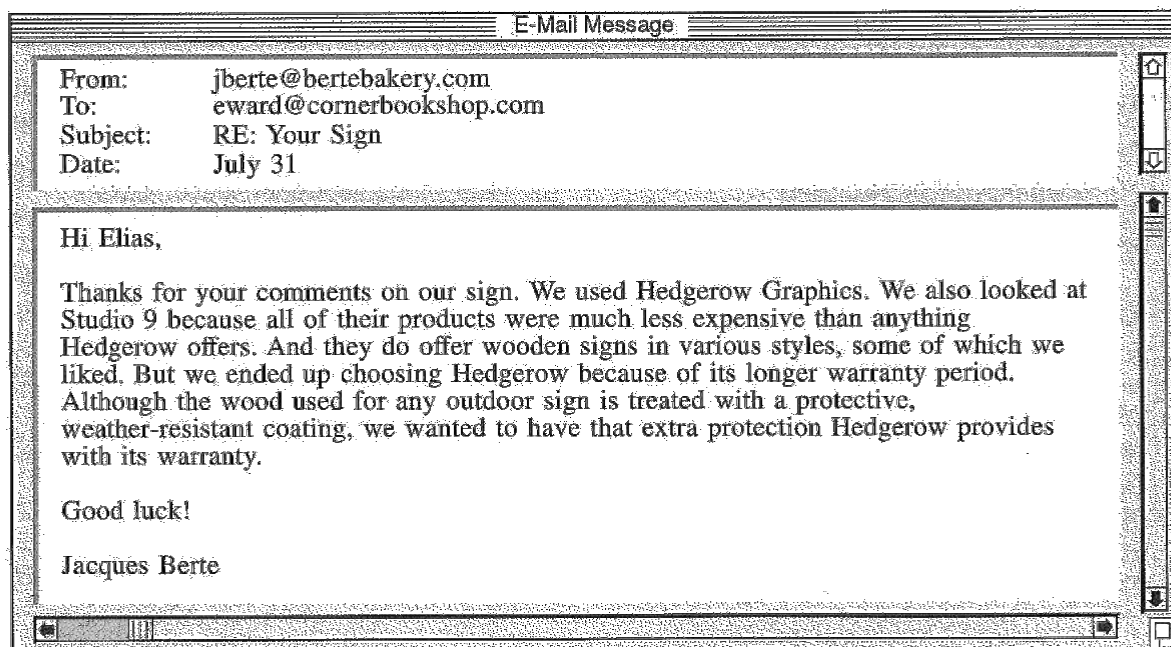 E-Mail Message
From: jberte@bertebakery.com
To: eward@cornerbookshop.com
Subject: RE: Your Sign
Date: July 31
Hi Elias,
Thanks for your comments on our sign. We used Hedgerow Graphics. We also looked at
Studio 9 because all of their products were much less expensive than anything
Hedgerow offers. And they do offer wooden signs in various styles, some of which we
liked. But we ended up choosing Hedgerow because of its longer warranty period.
Although the wood used for any outdoor sign is treated with a protective,
weather-resistant coating, we wanted to have that extra protection Hedgerow provides
with its warranty.
Good luck!
Jacques Berte